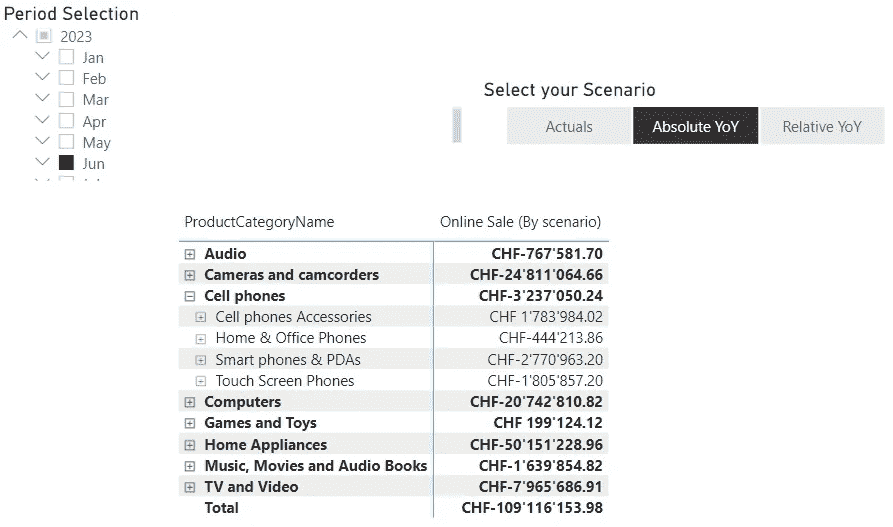 Period Selection
2023
Jan
Feb
Mar
Apr
May
Jun
Select your Scenario
Actuals Absolute YoY Relative YoY
ProductCategoryName Online Sale (By scenario)
Audio CHF-767'581.70
Cameras and camcorders CHF-24'811'064.66
Cell phones CHF-3'237'050.24
Cell phones Accessories CHF 1'783'984.02
Home & Office Phones CHF-444'213.86
Smart phones & PDAs CHF-2'770'963.20
Touch Screen Phones CHF-1'805'857.20
Computers CHF-20'742'810.82
Games and Toys CHF 199'124.12
Home Appliances CHF-50'151'228.96
Music, Movies and Audio Books CHF-1'639'854.82
TV and Video CHF-7'965'686.91
Total CHF-109'116'153.98